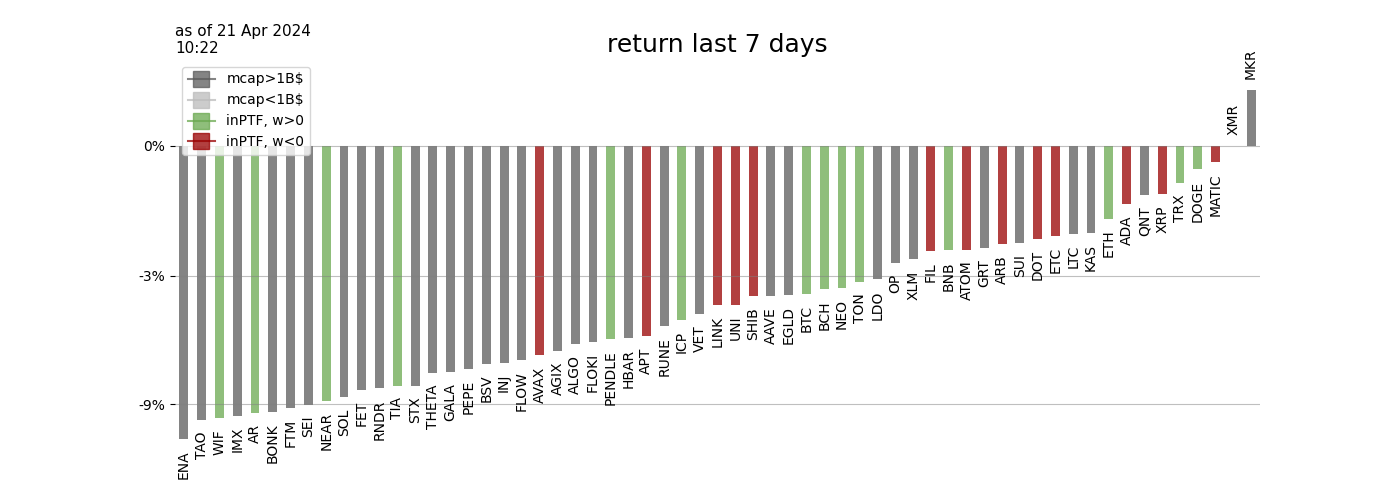 as of 21 Apr 2024
10:22
return last 7 days
mcap>1B$
mcap<1B$
inPTF, w>0
inPTF, w<0
0%
-3%
-9%
ENA
TAO
WIF
IMX
AR
BONK
FTM
SEI
NEAR
SOL
FET
RNDR
TIA
STX
THETA
GALA
PEPE
BSV
INJ
FLOW
AVAX
AGIX
ALGO
FLOKI
PENDLE
HBAR
APT
RUNE
ICP
VET
LINK
UNI
SHIB
AAVE
EGLD
BTC
BCH
NEO
TON
LDO
OP
XLM
FIL
BNB
ATOM
GRT
ARB
SUI
DOT
ETC
LTC
KAS
ETH
ADA
QNT
XRP
TRX
DOGE
MATIC
XMR
MKR